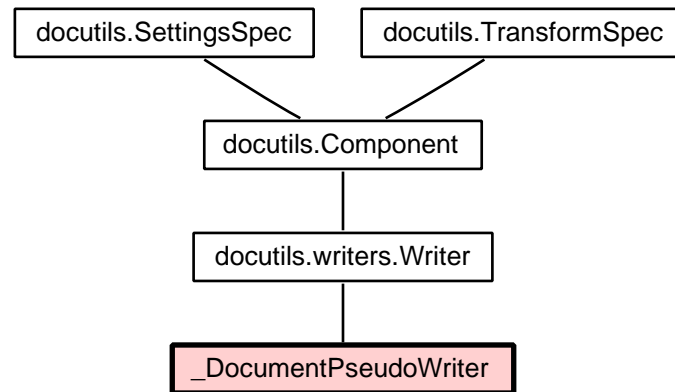 docutils.SettingsSpec
docutils.TransformSpec
docutils.Component
docutils.writers.Writer
_DocumentPseudoWriter